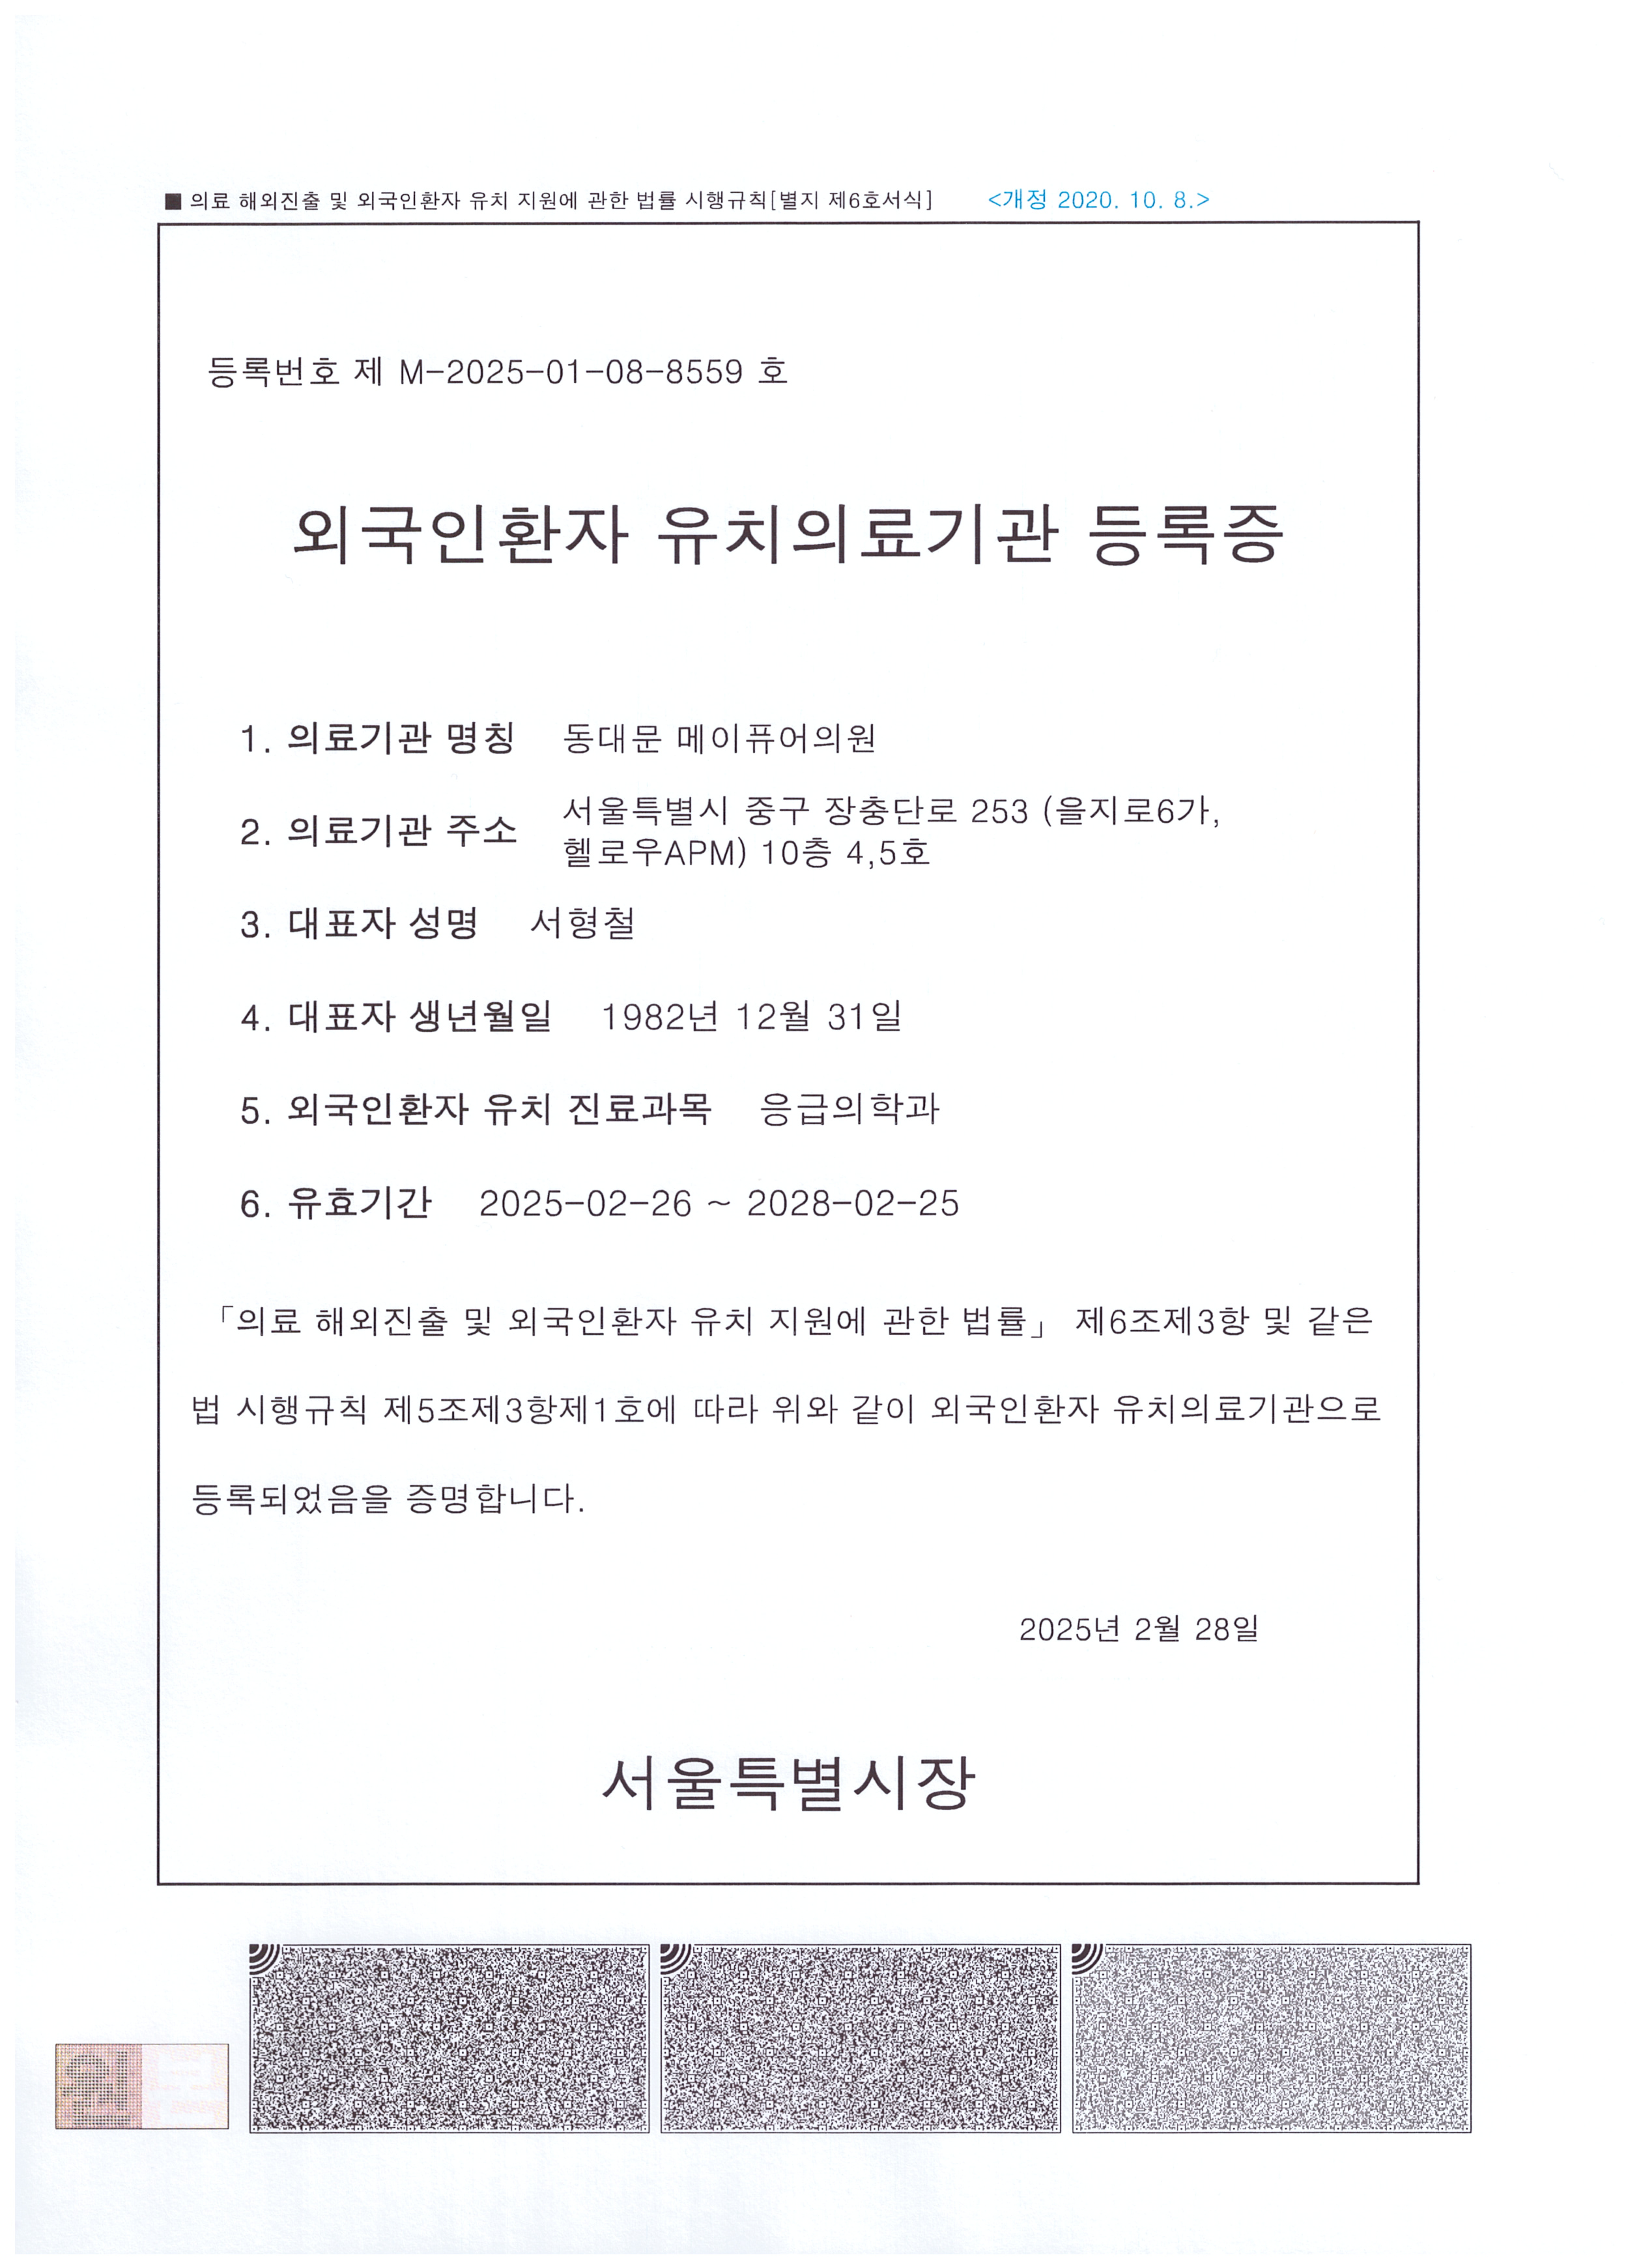 ■ 의료 해외진출 및 외국인환자 유치 지원에 관한 법률 시행규칙[별지 제6호서식] <개정 2020. 10. 8.>
등록번호 제 M-2025-01-08-8559 호
외국인환자 유치의료기관 등록증
1. 의료기관 명칭 동대문 메이퓨어의원
2. 의료기관 주소 서울특별시 중구 장충단로 253 (을지로6가,
헬로우APM) 10층 4,5호
3. 대표자 성명 서형철
4. 대표자 생년월일 1982년 12월 31일
5. 외국인환자 유치 진료과목 응급의학과
6. 유효기간 2025-02-26 ~ 2028-02-25
「의료 해외진출 및 외국인환자 유치 지원에 관한 법률」 제6조제3항 및 같은
법 시행규칙 제5조제3항제1호에 따라 위와 같이 외국인환자 유치의료기관으로
등록되었음을 증명합니다.
2025년 2월 28일
서울특별시장